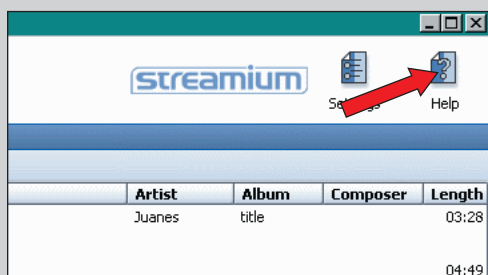 streamium
Help
Artist Album Composer Length
Juanes title 03:28
04:49